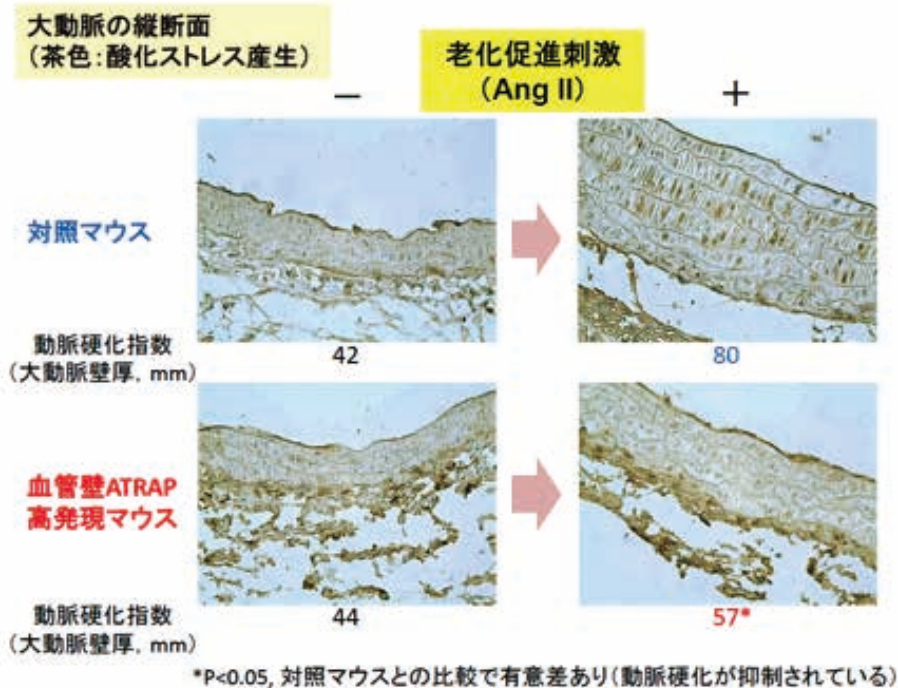 大動脈の縦断面
(茶色:酸化ストレス産生)
老化促進刺激
(Ang II)
− +
対照マウス
動脈硬化指数
(大動脈壁厚, mm)
42 80
血管壁ATRAP
高発現マウス
動脈硬化指数
(大動脈壁厚, mm)
44 57*
*P<0.05, 対照マウスとの比較で有意差あり(動脈硬化が抑制されている)